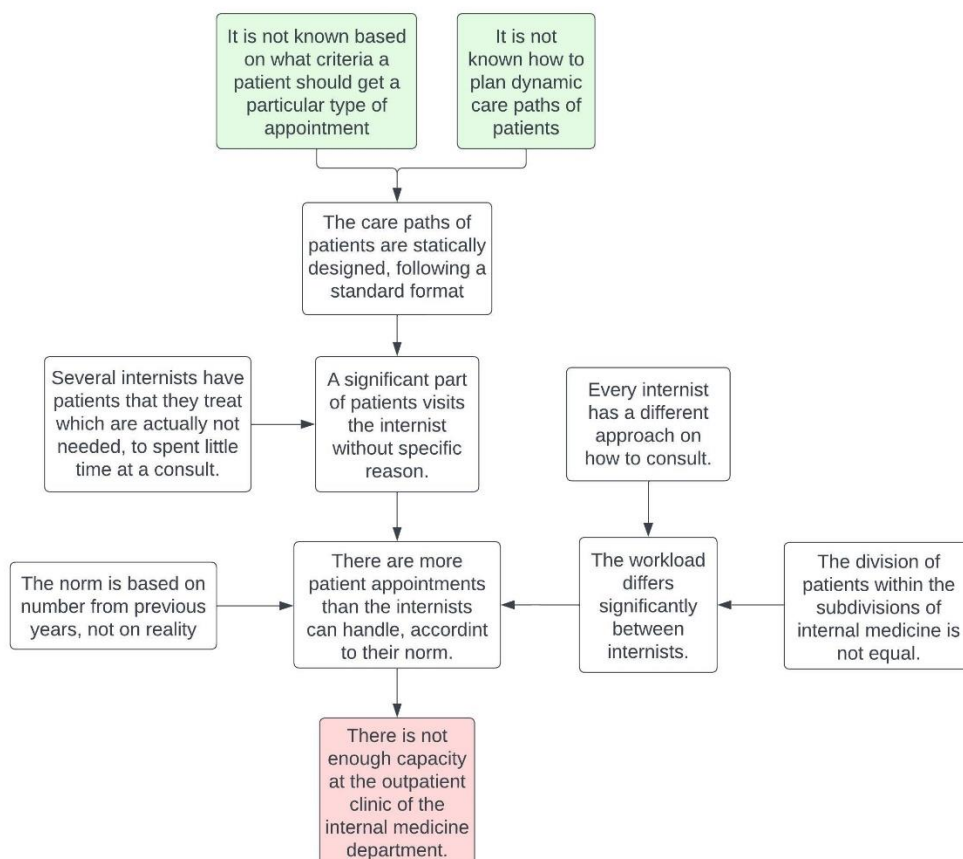 It is not known based
on what criteria a
patient should get a
particular type of
appointment
It is not
known how to
plan dynamic
care paths of
patients
The care paths of
patients are statically
designed, following a
standard format
Several internists have
patients that they treat
which are actually not
needed, to spent little
time at a consult.
A significant part
of patients visits
the internist
without specific
reason.
Every internist
has a different
approach on
how to consult.
The norm is based on
number from previous
years, not on reality
There are more
patient appointments
than the internists
can handle, accordint
to their norm.
The workload
differs
significantly
between
internists.
The division of
patients within the
subdivisions of
internal medicine is
not equal.
There is not
enough capacity
at the outpatient
clinic of the
internal medicine
department.